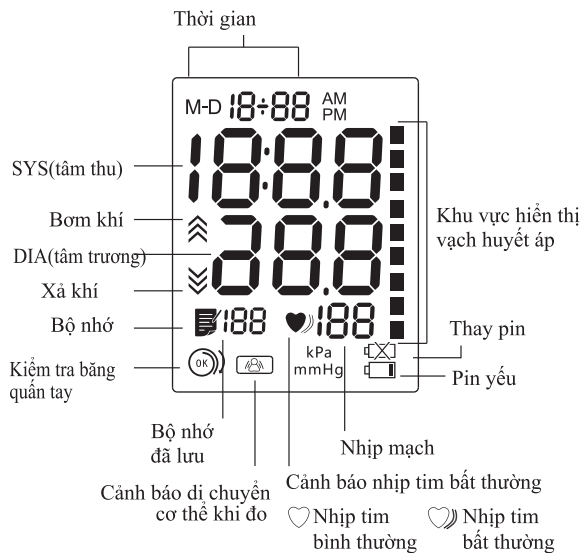 Thời gian
M-D 18÷88 AM
PM
18:8.8
SYS(tâm thu)
Bơm khí
Khu vực hiển thị
vạch huyết áp
DIA(tâm trương)
288.8
Xả khí
Bộ nhớ
188
188
Thay pin
Kiểm tra băng
quấn tay
OK
kPa
mmHg
Pin yếu
Bộ nhớ
đã lưu
Nhịp mạch
Cảnh báo di chuyển
cơ thể khi đo
Cảnh báo nhịp tim bất thường
Nhịp tim
bình thường
Nhịp tim
bất thường